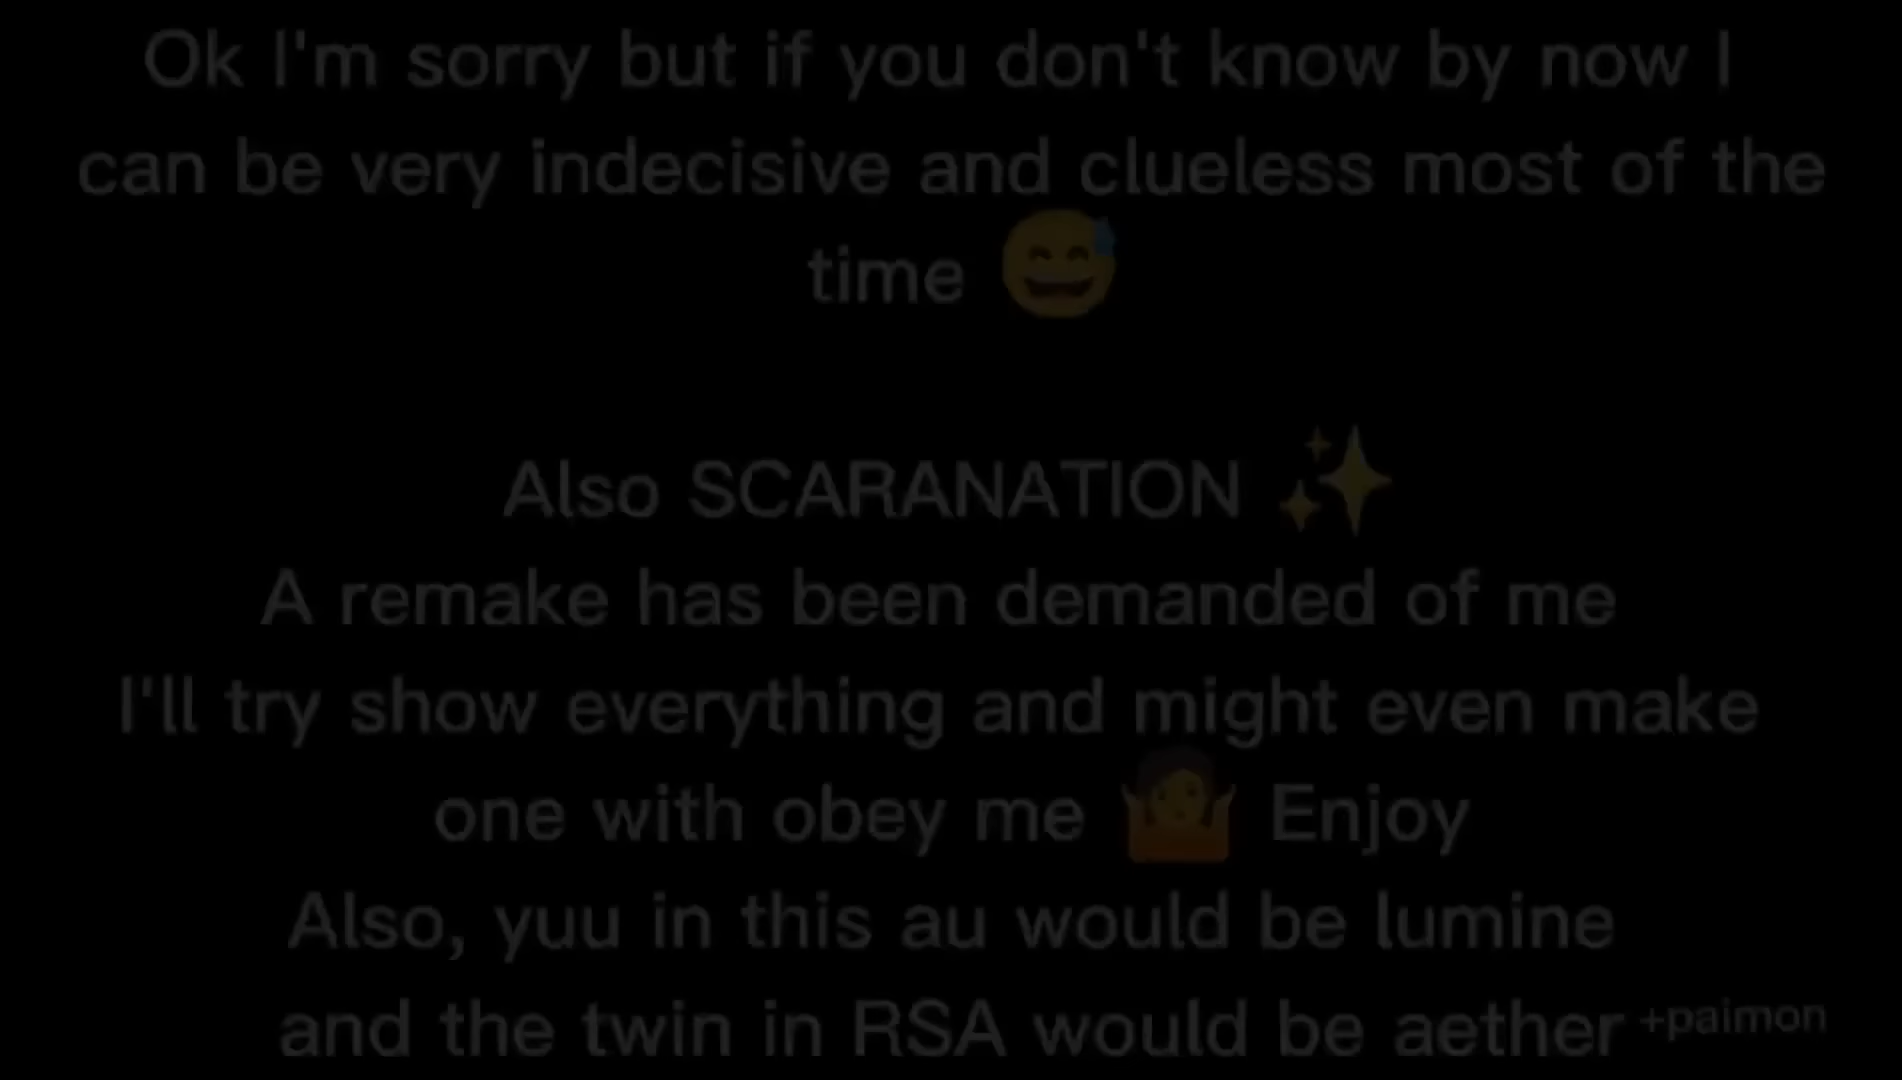 Ok I'm sorry but if you don't know by now I
can be very indecisive and clueless most of the
time 😅
Also SCARANATION ✨
A remake has been demanded of me
I'll try show everything and might even make
one with obey me 🤷 Enjoy
Also, yuu in this au would be lumine
and the twin in RSA would be aether +paimon